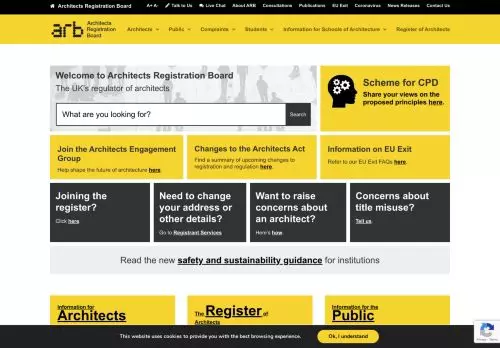 Architects Registration Board
A+ A-
Talk to Us
Live Chat
About ARB
Consultations
Publications
EU Exit
Coronavirus
News Releases
Contact Us
arb Architects
Registration
Board
Architects
Public
Complaints
Students
Information for Schools of Architecture
Register of Architects
Welcome to Architects Registration Board
The UK's regulator of architects
What are you looking for?
Search
Scheme for CPD
Share your views on the
proposed principles here.
Join the Architects Engagement
Group
Help shape the future of architecture here.
Changes to the Architects Act
Find a summary of upcoming changes to
registration and regulation here.
Information on EU Exit
Refer to our EU Exit FAQs here.
Joining the
register?
Click here.
Need to change
your address or
other details?
Go to Registrant Services
Want to raise
concerns about
an architect?
Here's how.
Concerns about
title misuse?
Tell us.
Read the new safety and sustainability guidance for institutions
Information for
Architects
The Register of
Architects
Information for the
Public
This website uses cookies to provide you with the best browsing experience.
Ok, I understand
Privacy - Terms